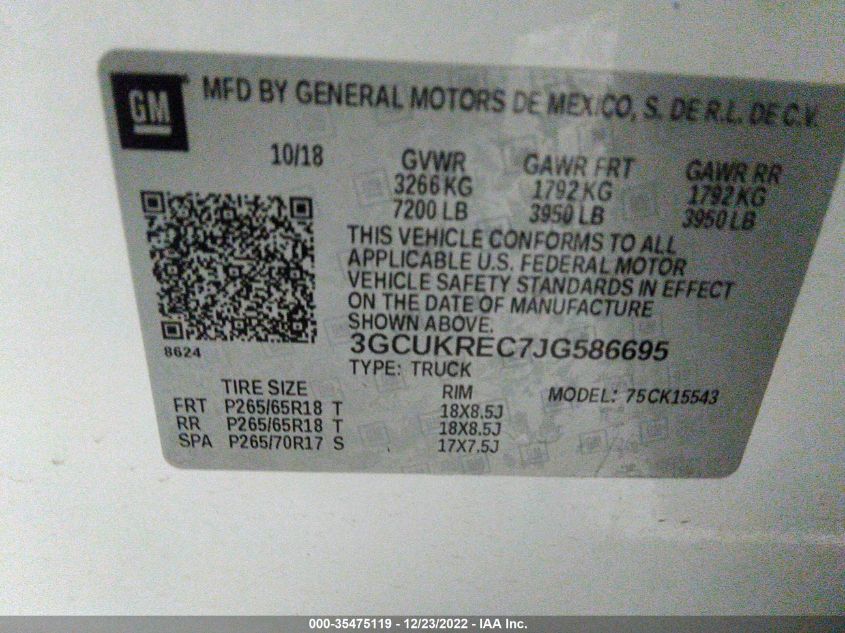 GM MFD BY GENERAL MOTORS DE MEXICO, S. DE R.L. DE C.V.
10/18 GVWR GAWR FRT GAWR RR
3266 KG 1792 KG 1792 KG
7200 LB 3950 LB 3950 LB
THIS VEHICLE CONFORMS TO ALL
APPLICABLE U.S. FEDERAL MOTOR
VEHICLE SAFETY STANDARDS IN EFFECT
ON THE DATE OF MANUFACTURE
SHOWN ABOVE.
8624 3GCUKREC7JG586695
TYPE: TRUCK
TIRE SIZE RIM MODEL: 75CK15543
FRT P265/65R18 T 18X8.5J
RR P265/65R18 T 18X8.5J
SPA P265/70R17 S 17X7.5J
000-35475119 - 12/23/2022 - IAA Inc.